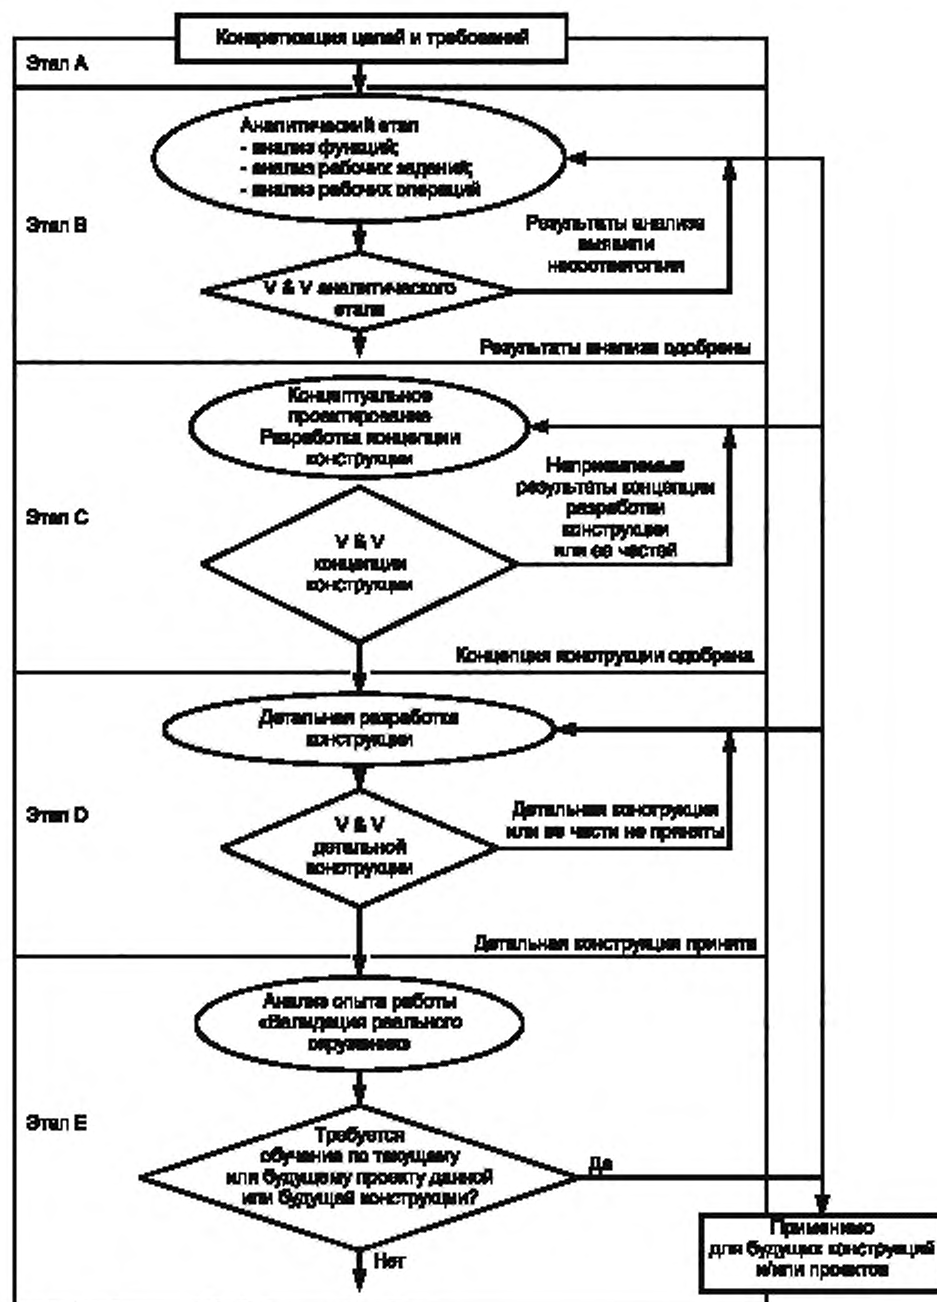 Конкретизация целей и требований
Этап A
Аналитический этап
- анализ функций;
- анализ рабочих заданий;
- анализ рабочих операций
Этап B
Результаты анализа
выявили
несоответствия
V & V аналитического
этапа
Результаты анализа одобрены
Концептуальное
проектирование
Разработка концепции
конструкции
Неприемлемые
результаты концепции
разработки
конструкции
или ее частей
Этап C
V & V
концепции
конструкции
Концепция конструкции одобрена
Детальная разработка
конструкции
Этап D
Детальная конструкция
или ее части не приняты
V & V
детальной
конструкции
Детальная конструкция принята
Анализ опыта работы
«Валидация реального
окружения»
Этап E
Требуется
обучение по текущему
или будущему проекту данной
или будущей конструкции?
Да
Нет
Применимо
для будущих конструкций
и/или проектов